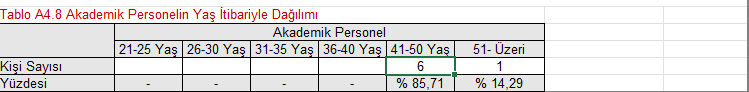 Tablo A4.8 Akademik Personelin Yaş İtibariyle Dağılımı
Akademik Personel
21-25 Yaş 26-30 Yaş 31-35 Yaş 36-40 Yaş 41-50 Yaş 51- Üzeri
Kişi Sayısı 6 1
Yüzdesi - - - - % 85,71 % 14,29